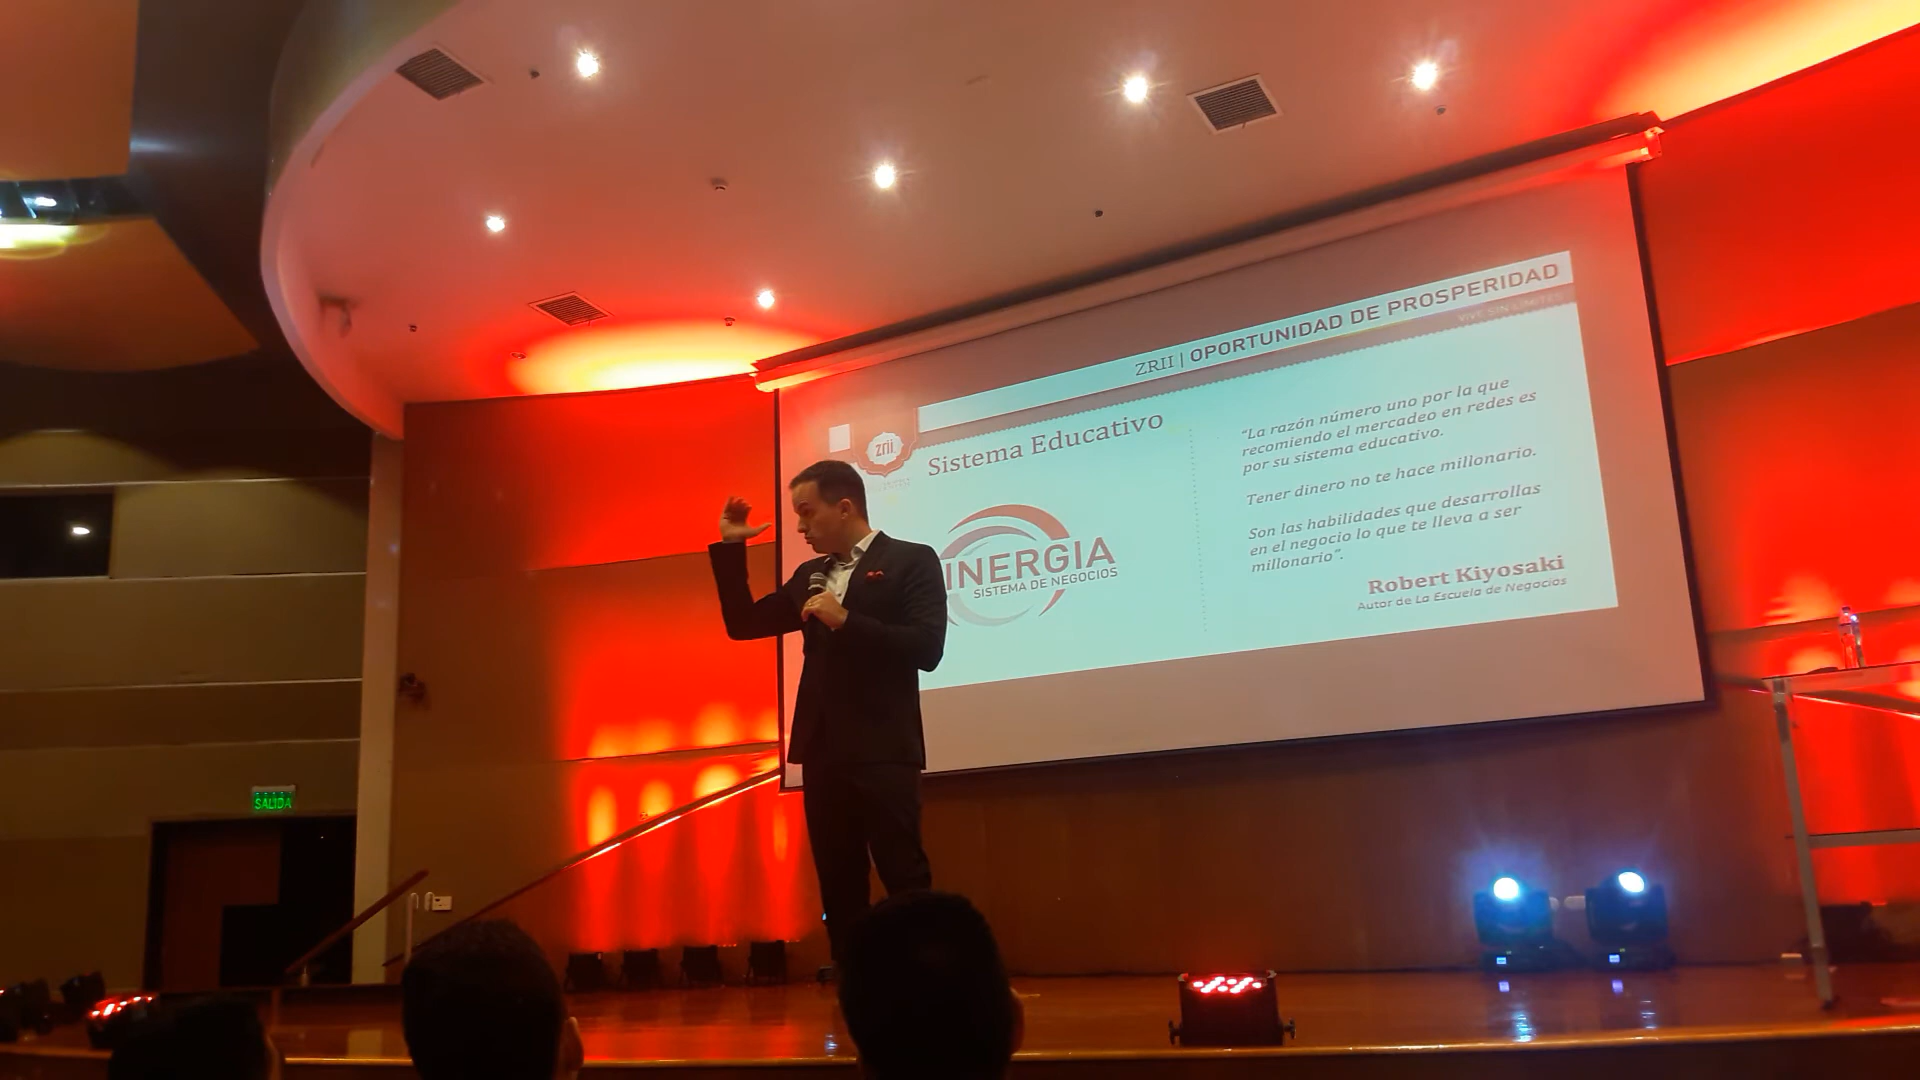 ZRII | OPORTUNIDAD DE PROSPERIDAD
VIVE SIN LÍMITES
zrii
Sistema Educativo
INERGIA
SISTEMA DE NEGOCIOS
“La razón número uno por la que
recomiendo el mercadeo en redes es
por su sistema educativo.
Tener dinero no te hace millonario.
Son las habilidades que desarrollas
en el negocio lo que te lleva a ser
millonario”.
Robert Kiyosaki
Autor de La Escuela de Negocios
SALIDA